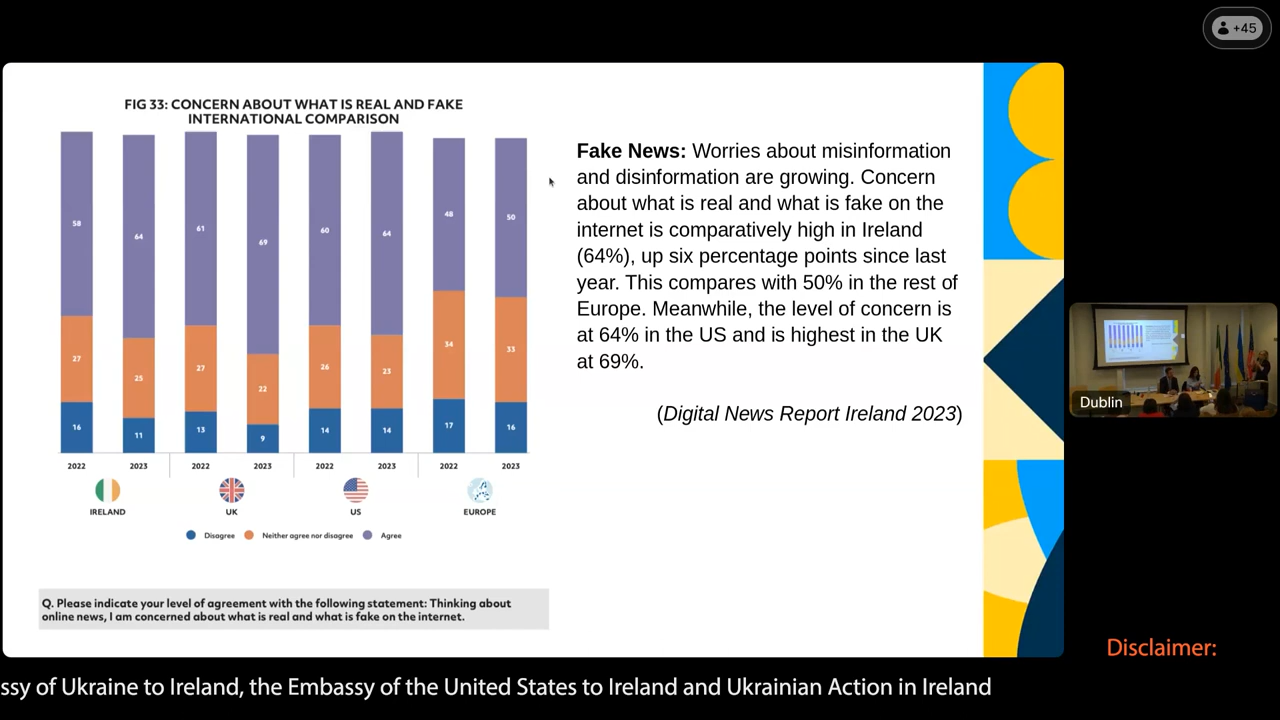 +45
FIG 33: CONCERN ABOUT WHAT IS REAL AND FAKE
INTERNATIONAL COMPARISON
58
64
61
69
60
64
48
50
27
25
27
22
26
23
34
33
16
11
13
9
14
14
17
16
2022
2023
2022
2023
2022
2023
2022
2023
IRELAND
UK
US
EUROPE
Disagree
Neither agree nor disagree
Agree
Q. Please indicate your level of agreement with the following statement: Thinking about
online news, I am concerned about what is real and what is fake on the internet.
Fake News: Worries about misinformation
and disinformation are growing. Concern
about what is real and what is fake on the
internet is comparatively high in Ireland
(64%), up six percentage points since last
year. This compares with 50% in the rest of
Europe. Meanwhile, the level of concern is
at 64% in the US and is highest in the UK
at 69%.
(Digital News Report Ireland 2023)
Dublin
Disclaimer:
ssy of Ukraine to Ireland, the Embassy of the United States to Ireland and Ukrainian Action in Ireland